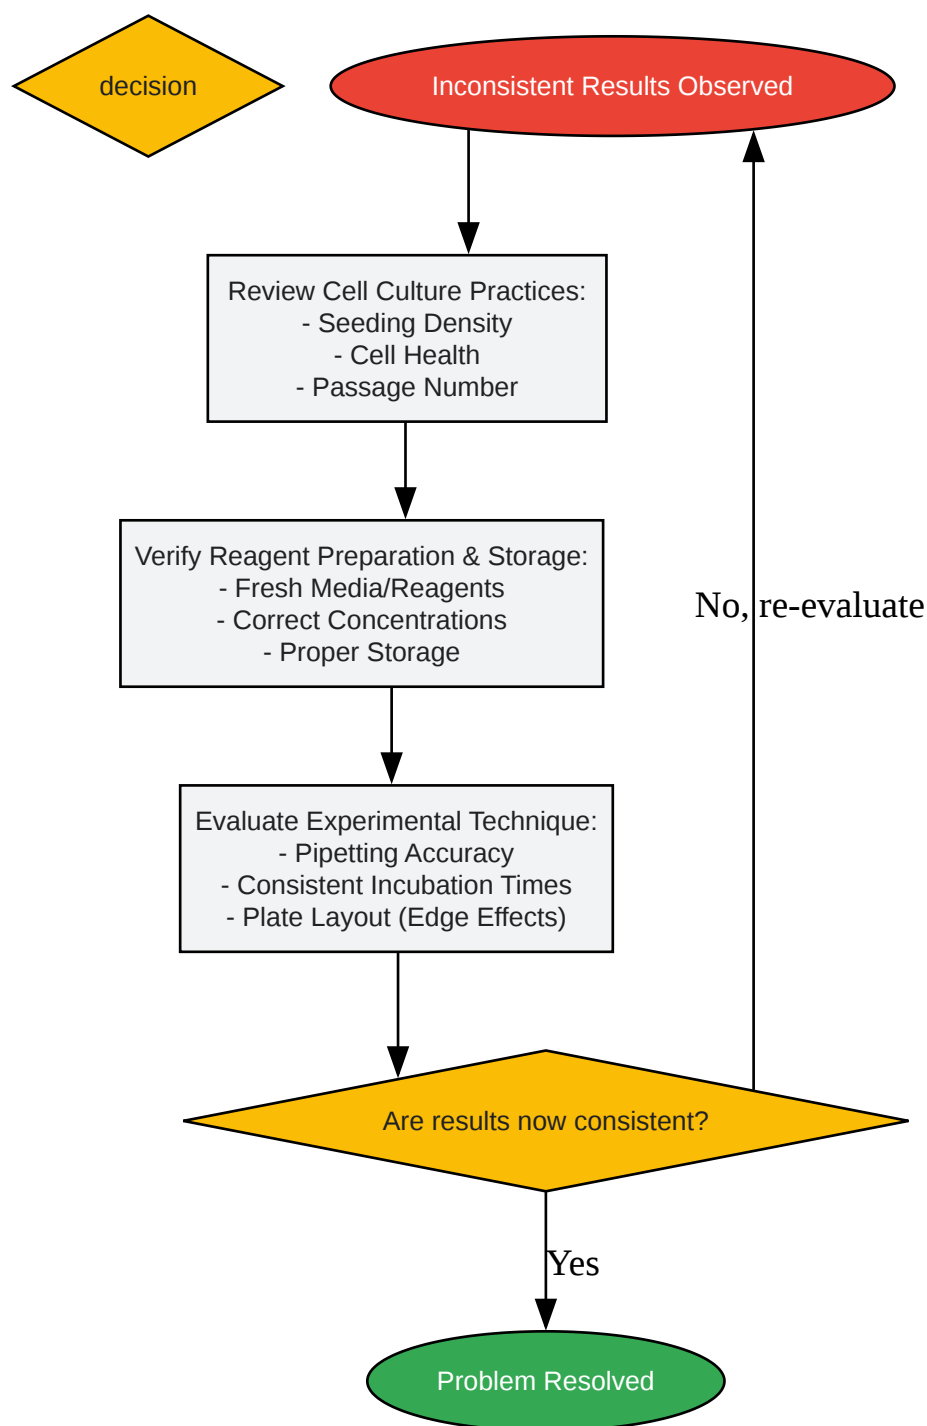 decision
Inconsistent Results Observed
Review Cell Culture Practices:
- Seeding Density
- Cell Health
- Passage Number
Verify Reagent Preparation & Storage:
- Fresh Media/Reagents
- Correct Concentrations
- Proper Storage
No, re-evaluate
Evaluate Experimental Technique:
- Pipetting Accuracy
- Consistent Incubation Times
- Plate Layout (Edge Effects)
Are results now consistent?
Yes
Problem Resolved